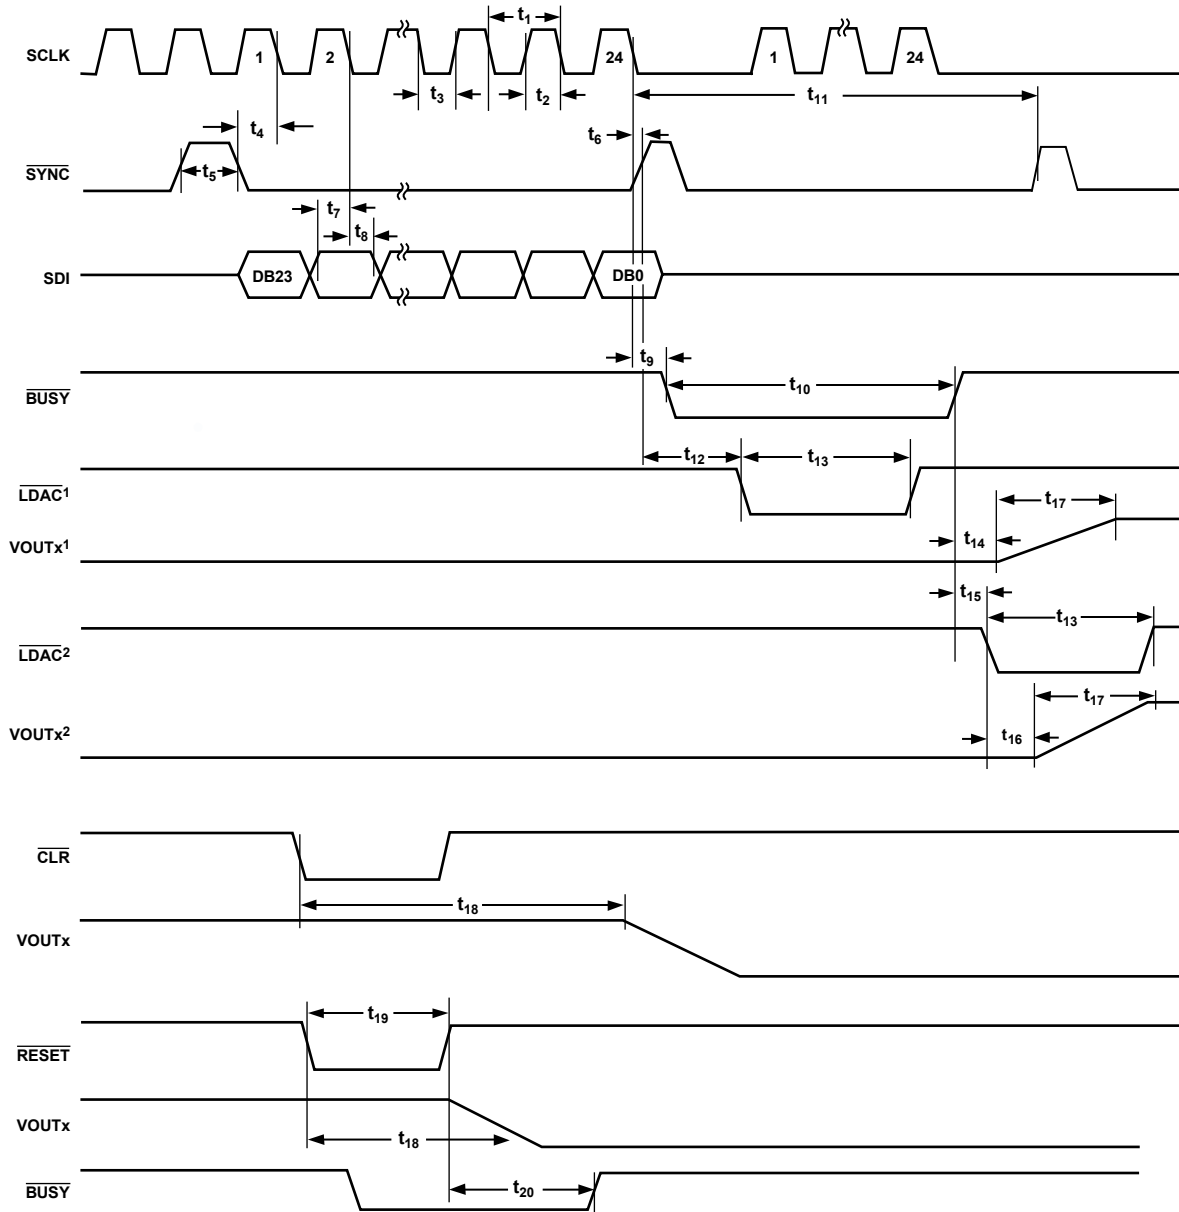 t1
SCLK 1 2 24 1 24
t3 t2 t11
t4 t6
SYNC t5
t7 t8
SDI DB23 DB0
t9
BUSY t10
t12 t13
LDAC1
t17
VOUTx1 t14
t15
t13
LDAC2
t17
VOUTx2 t16
CLR
t18
VOUTx
t19
RESET
VOUTx
t18
BUSY t20